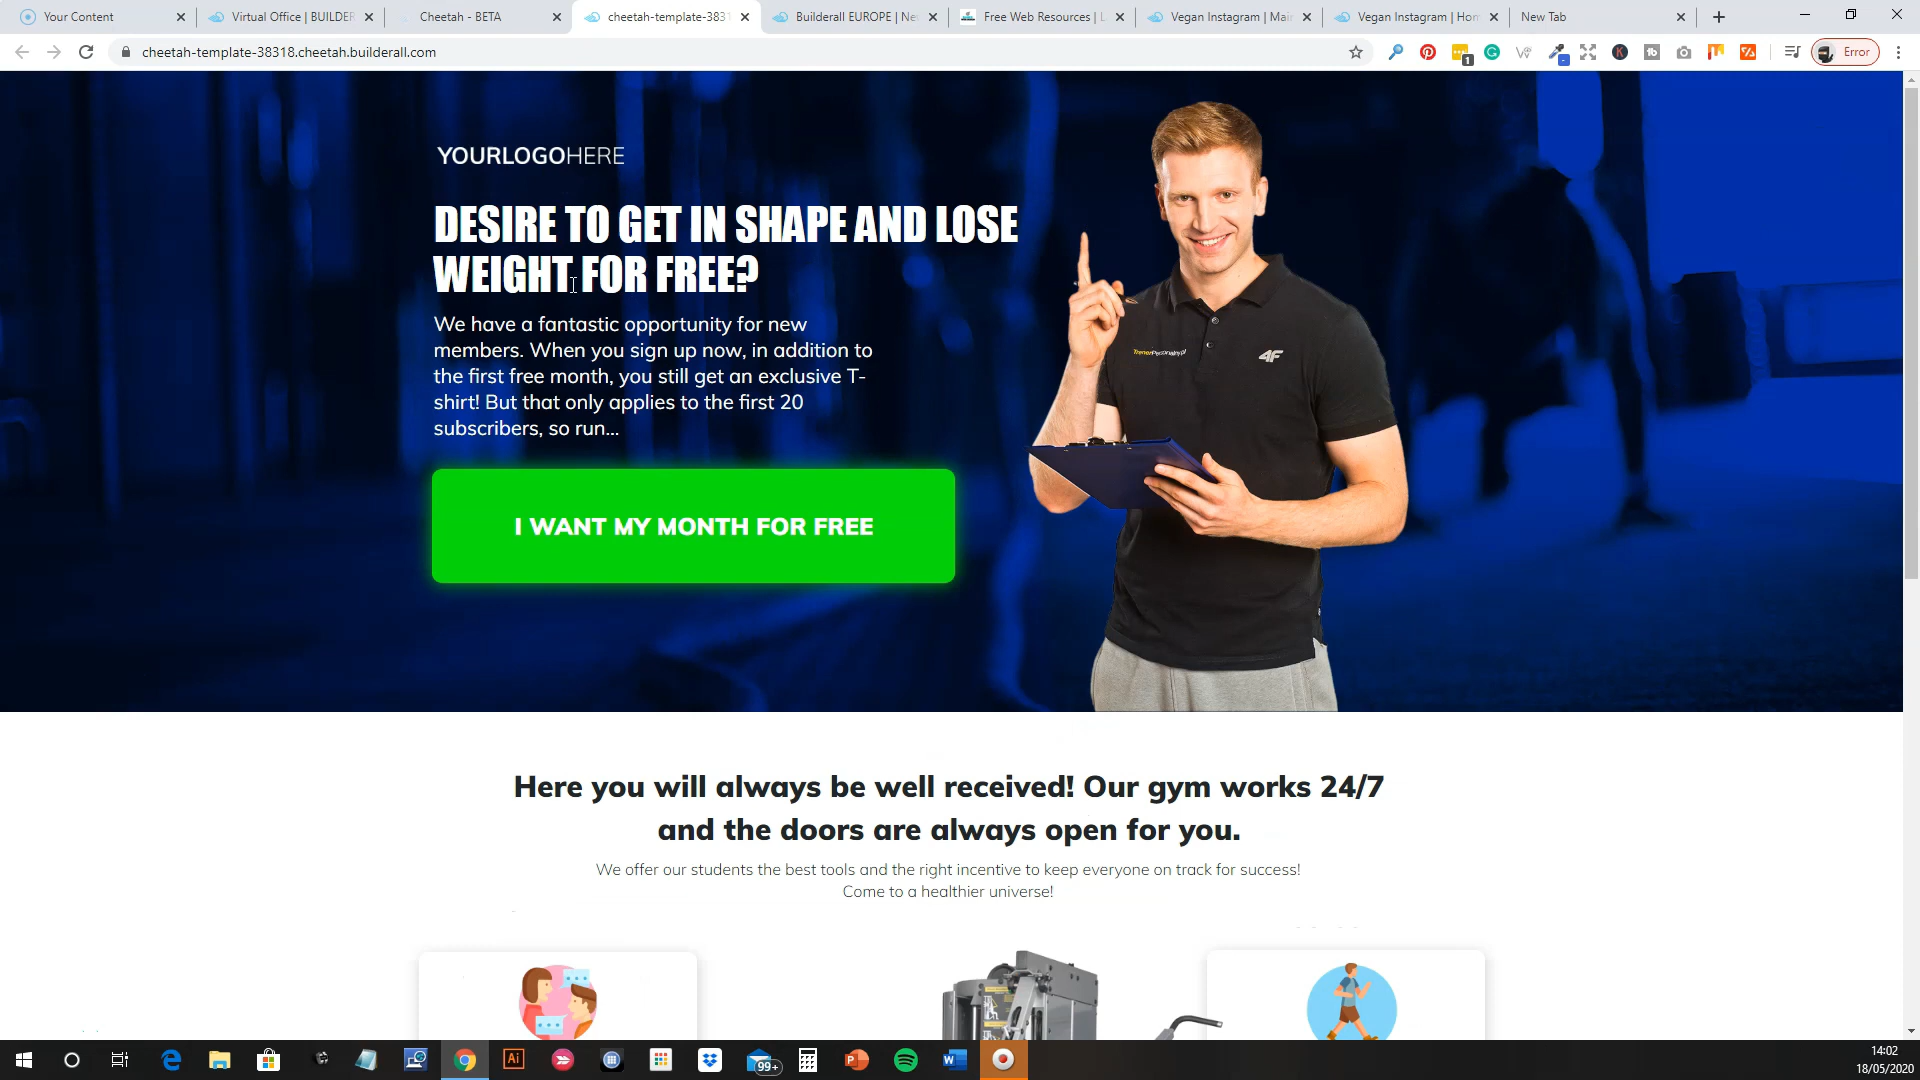 Your Content
Virtual Office | BUILDER
Cheetah - BETA
cheetah-template-3831
Builderall EUROPE | Ne
Free Web Resources | L
Vegan Instagram | Mai
Vegan Instagram | Hom
New Tab
cheetah-template-38318.cheetah.builderall.com
Error
YOURLOGOHERE
DESIRE TO GET IN SHAPE AND LOSE
WEIGHT FOR FREE?
We have a fantastic opportunity for new
members. When you sign up now, in addition to
the first free month, you still get an exclusive T-
shirt! But that only applies to the first 20
subscribers, so run...
I WANT MY MONTH FOR FREE
TrenerPersonalny.pl
4F
Here you will always be well received! Our gym works 24/7
and the doors are always open for you.
We offer our students the best tools and the right incentive to keep everyone on track for success!
Come to a healthier universe!
99+
14:02
18/05/2020